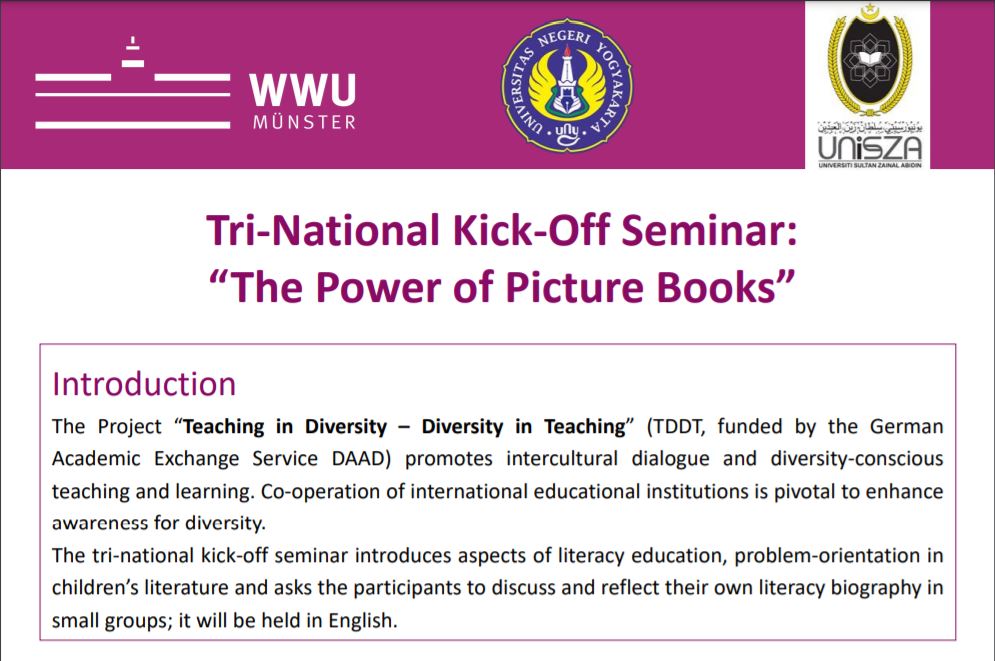 WWU
MÜNSTER
UNIVERSITAS NEGERI YOGYAKARTA
uny
يونيۏرسيتي سلطان زين العابدين
UNiSZA
UNIVERSITI SULTAN ZAINAL ABIDIN
Tri-National Kick-Off Seminar:
“The Power of Picture Books”
Introduction
The Project “Teaching in Diversity – Diversity in Teaching” (TDDT, funded by the German
Academic Exchange Service DAAD) promotes intercultural dialogue and diversity-conscious
teaching and learning. Co-operation of international educational institutions is pivotal to enhance
awareness for diversity.
The tri-national kick-off seminar introduces aspects of literacy education, problem-orientation in
children’s literature and asks the participants to discuss and reflect their own literacy biography in
small groups; it will be held in English.